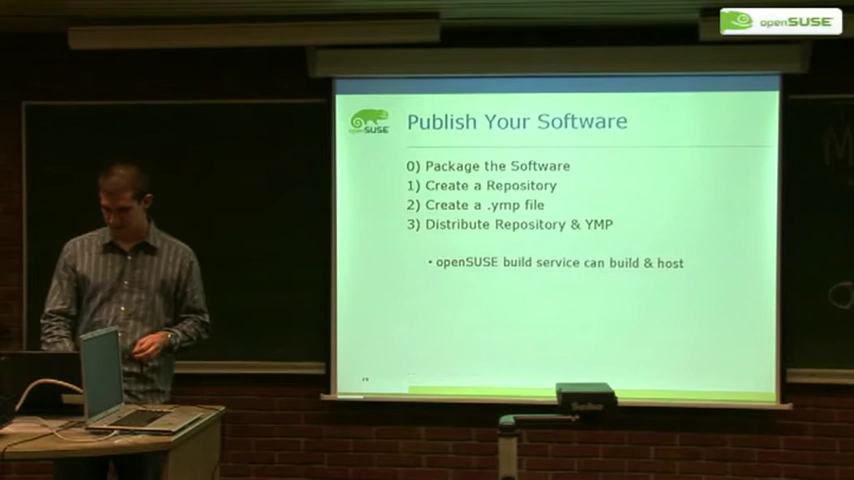 openSUSE
openSUSE
Publish Your Software
0) Package the Software
1) Create a Repository
2) Create a .ymp file
3) Distribute Repository & YMP
• openSUSE build service can build & host